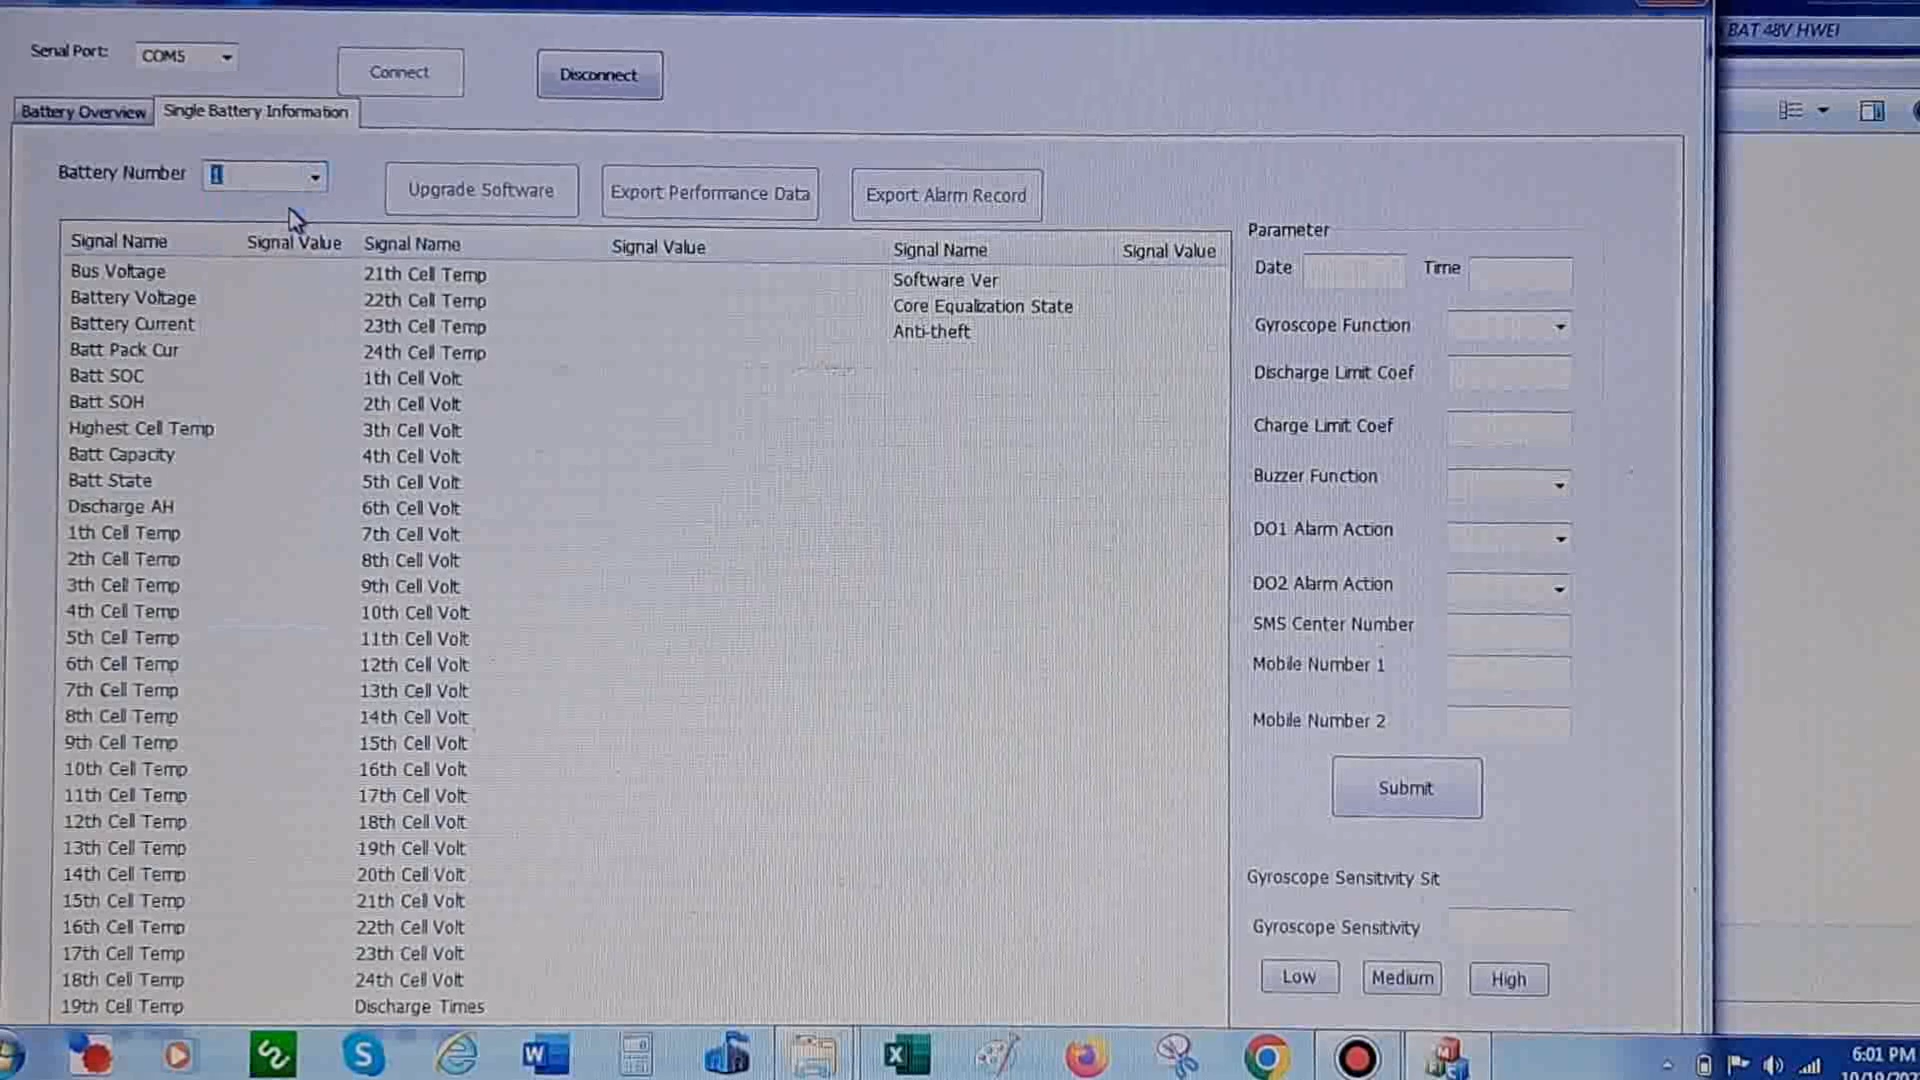 BAT 48V HWEI
Serial Port: COM5 Connect Disconnect
Battery Overview Single Battery Information
Battery Number 1 Upgrade Software Export Performance Data Export Alarm Record
Signal Name Signal Value Signal Name Signal Value Signal Name Signal Value
Bus Voltage 21th Cell Temp Software Ver
Battery Voltage 22th Cell Temp Core Equalization State
Battery Current 23th Cell Temp Anti-theft
Batt Pack Cur 24th Cell Temp
Batt SOC 1th Cell Volt
Batt SOH 2th Cell Volt
Highest Cell Temp 3th Cell Volt
Batt Capacity 4th Cell Volt
Batt State 5th Cell Volt
Discharge AH 6th Cell Volt
1th Cell Temp 7th Cell Volt
2th Cell Temp 8th Cell Volt
3th Cell Temp 9th Cell Volt
4th Cell Temp 10th Cell Volt
5th Cell Temp 11th Cell Volt
6th Cell Temp 12th Cell Volt
7th Cell Temp 13th Cell Volt
8th Cell Temp 14th Cell Volt
9th Cell Temp 15th Cell Volt
10th Cell Temp 16th Cell Volt
11th Cell Temp 17th Cell Volt
12th Cell Temp 18th Cell Volt
13th Cell Temp 19th Cell Volt
14th Cell Temp 20th Cell Volt
15th Cell Temp 21th Cell Volt
16th Cell Temp 22th Cell Volt
17th Cell Temp 23th Cell Volt
18th Cell Temp 24th Cell Volt
19th Cell Temp Discharge Times
Parameter
Date Time
Gyroscope Function
Discharge Limit Coef
Charge Limit Coef
Buzzer Function
DO1 Alarm Action
DO2 Alarm Action
SMS Center Number
Mobile Number 1
Mobile Number 2
Submit
Gyroscope Sensitivity Sit
Gyroscope Sensitivity
Low Medium High
6:01 PM